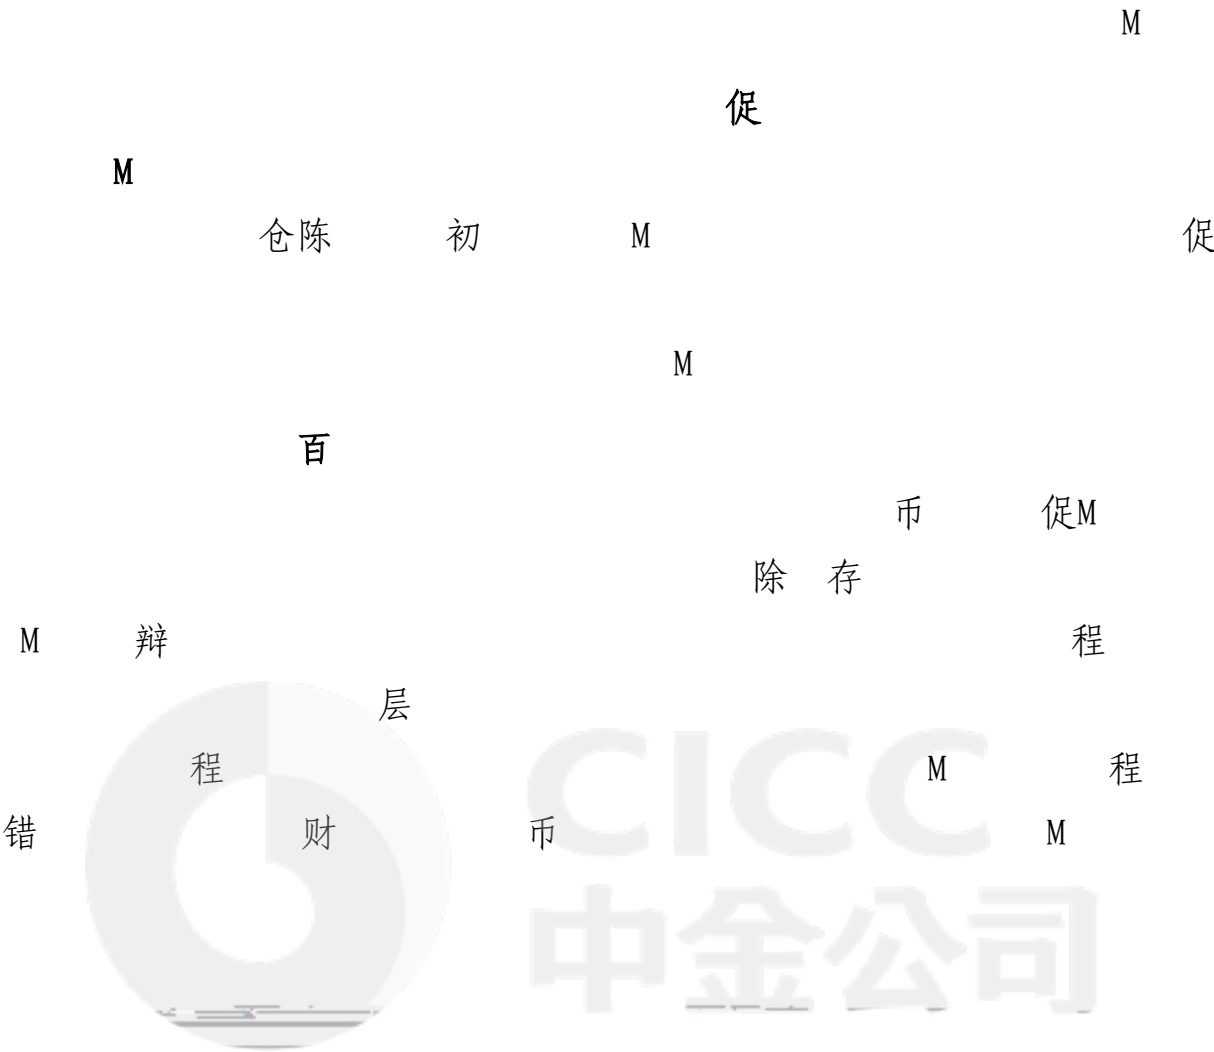 M
促
M
仓陈 初 M 促
M
百
币 促M
除 存
M 辩 程
层
程 M 程
错 财 币 M
CICC
中金公司